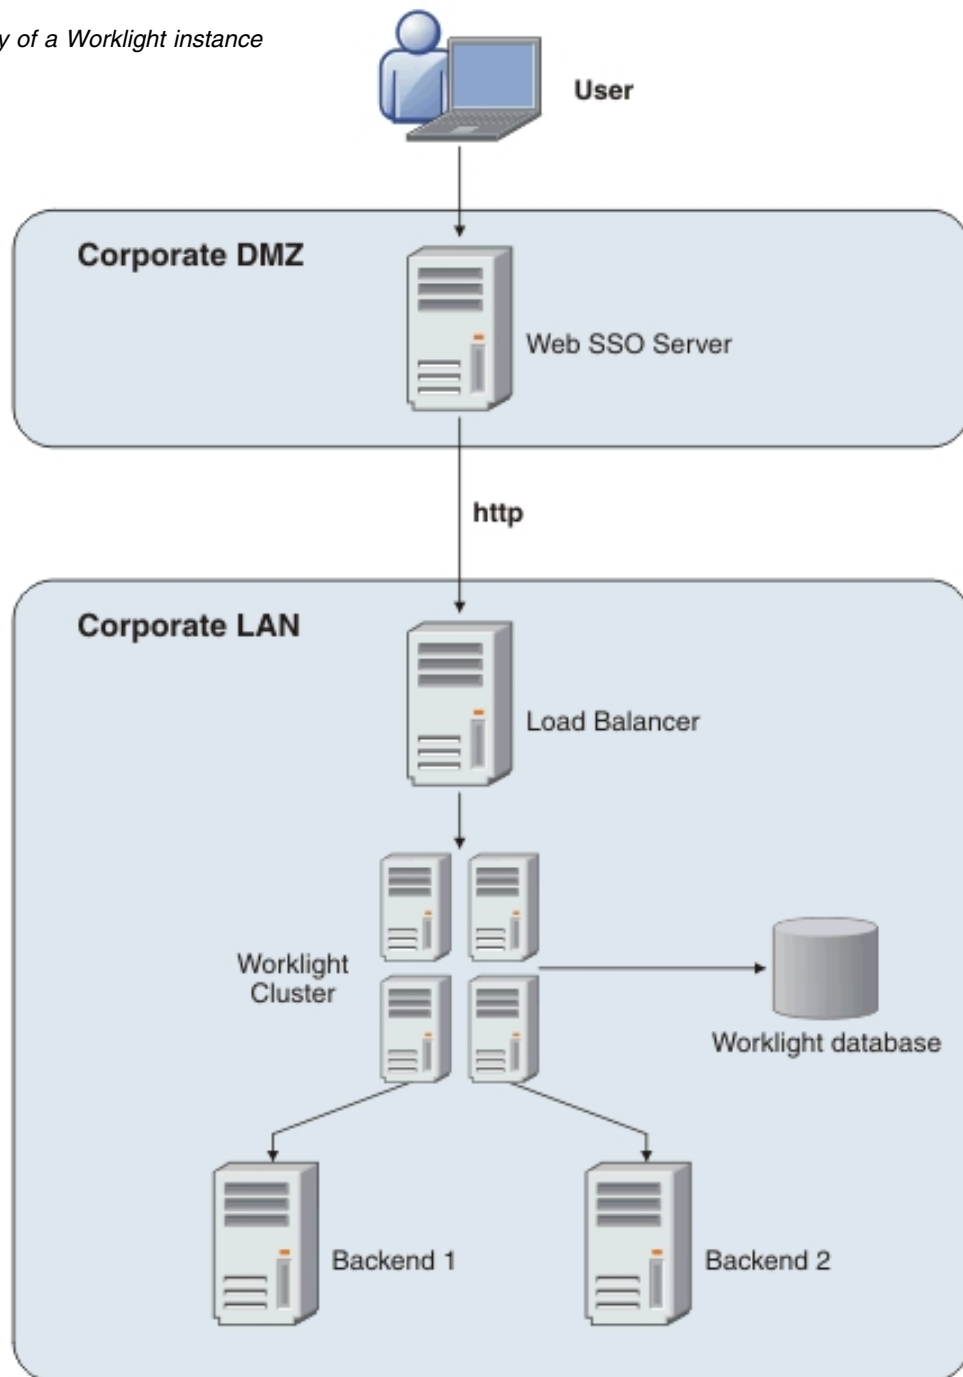 of a Worklight instance
User
Corporate DMZ
Web SSO Server
http
Corporate LAN
Load Balancer
Worklight
Cluster
Worklight database
Backend 1
Backend 2